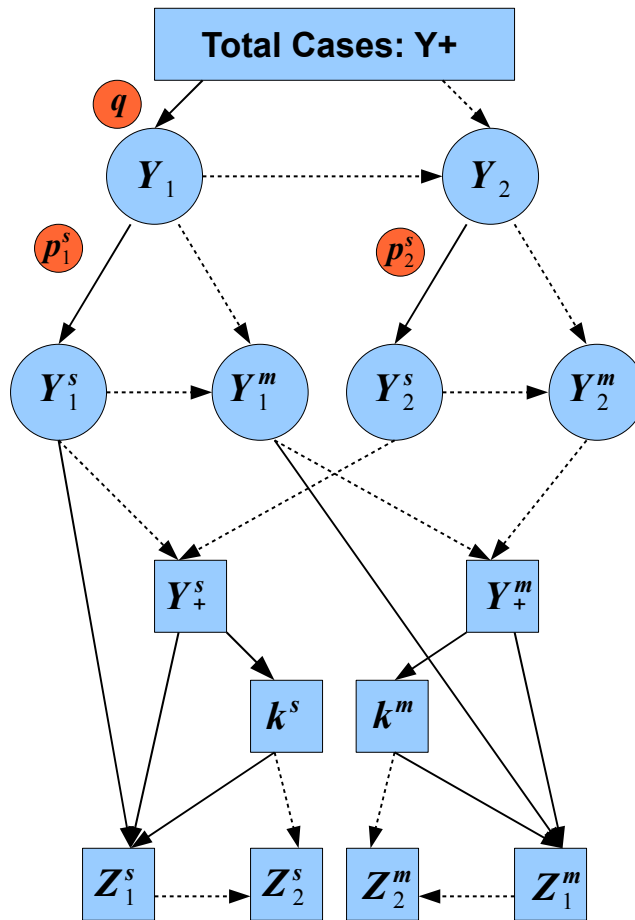 Total Cases: Y+
q
Y₁ Y₂
p₁ˢ p₂ˢ
Y₁ˢ Y₁ᵐ Y₂ˢ Y₂ᵐ
Y₊ˢ Y₊ᵐ
kˢ kᵐ
Z₁ˢ Z₂ˢ Z₂ᵐ Z₁ᵐ